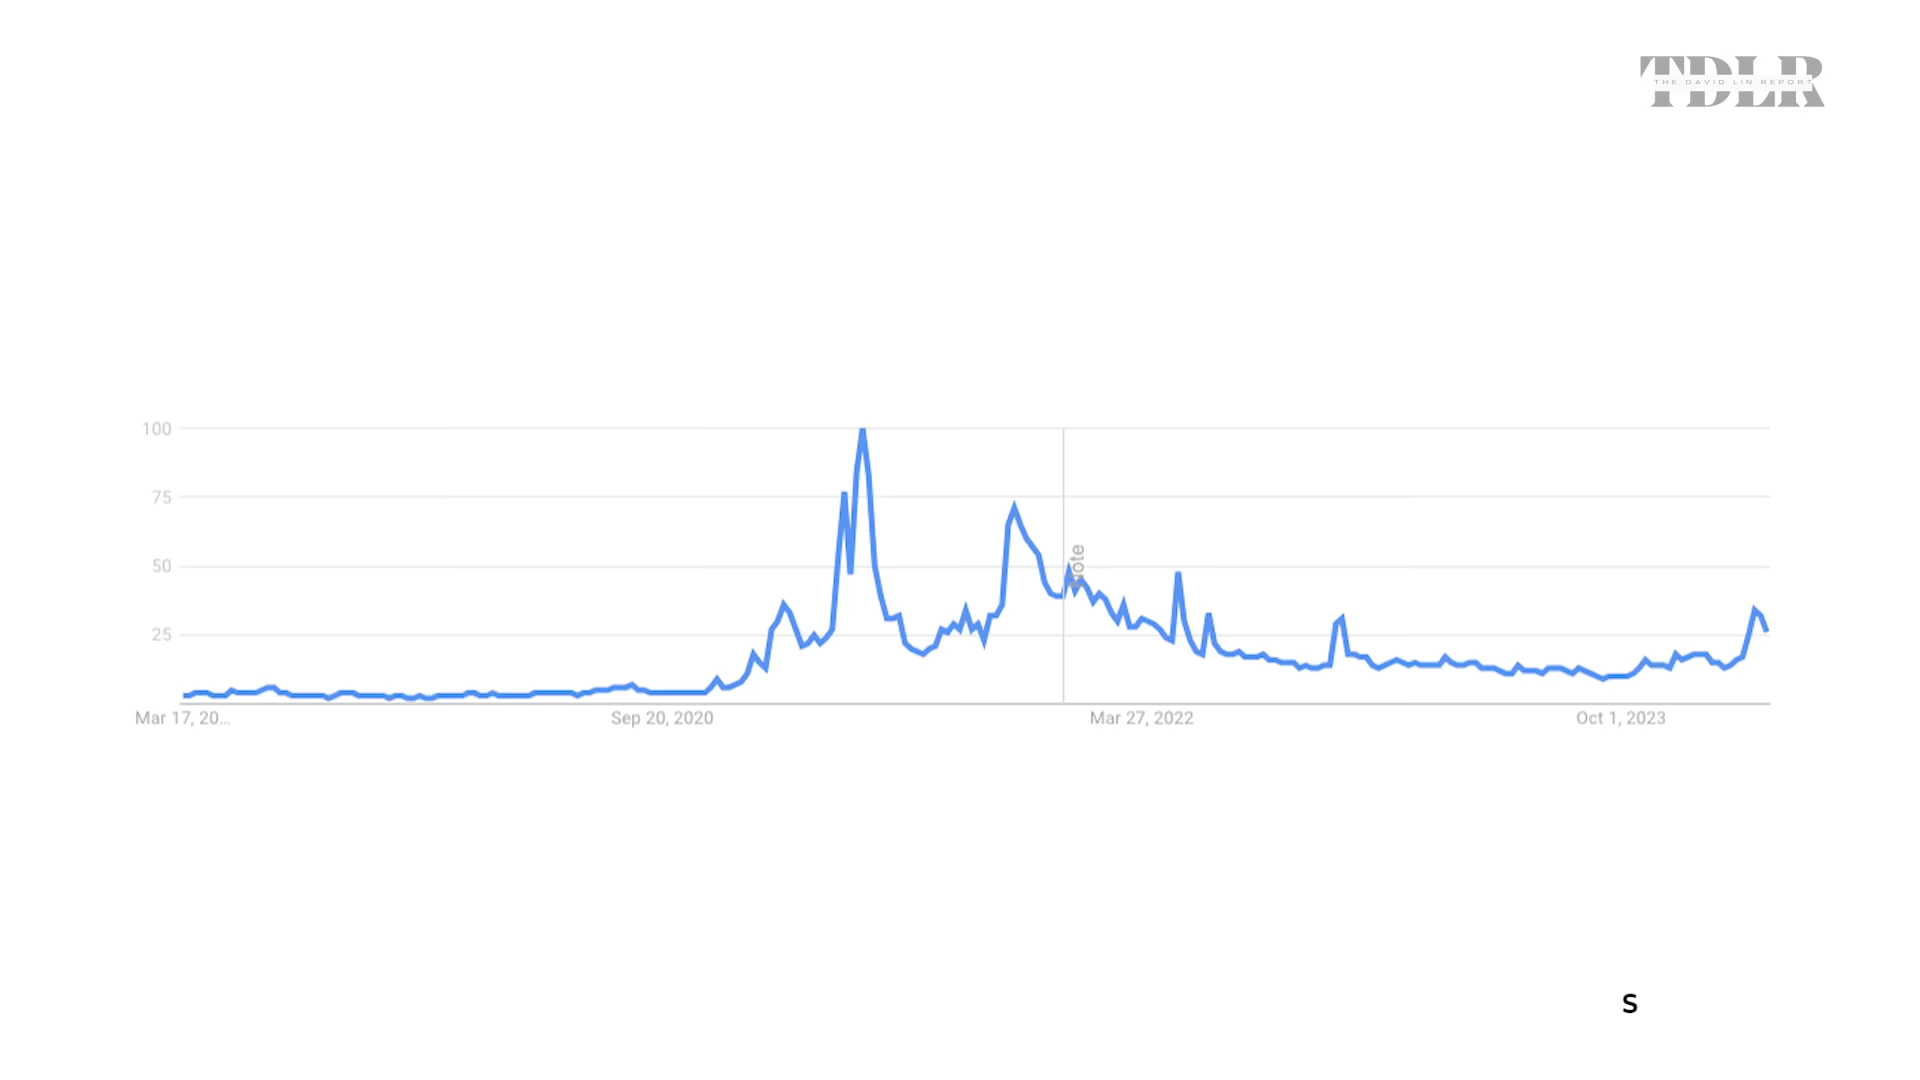 TDLR
THE DAVID LIN REPORT
100
75
50
25
Note
Mar 17, 20...
Sep 20, 2020
Mar 27, 2022
Oct 1, 2023
S